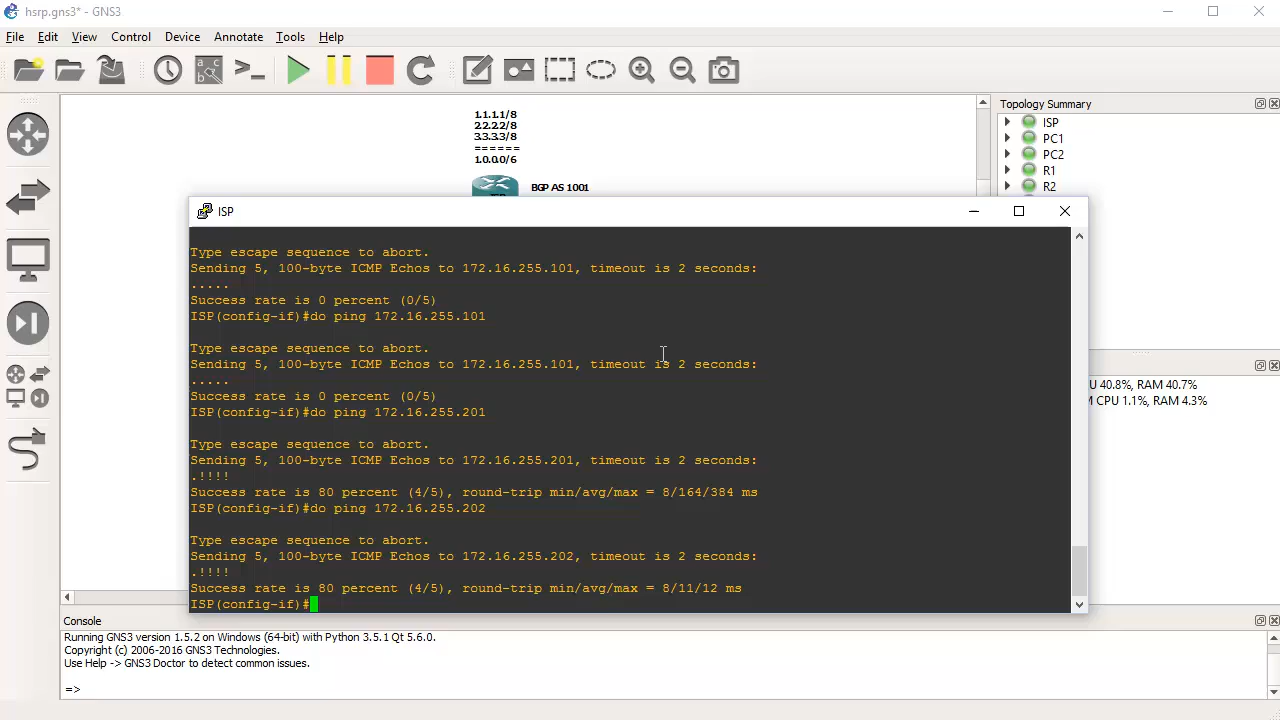 hsrp.gns3* - GNS3
File Edit View Control Device Annotate Tools Help
Topology Summary
ISP
PC1
PC2
R1
R2
1.1.1.1/8
2.2.2.2/8
3.3.3.3/8
======
1.0.0.0/6
BGP AS 1001
ISP
Type escape sequence to abort.
Sending 5, 100-byte ICMP Echos to 172.16.255.101, timeout is 2 seconds:
.....
Success rate is 0 percent (0/5)
ISP(config-if)#do ping 172.16.255.101
Type escape sequence to abort.
Sending 5, 100-byte ICMP Echos to 172.16.255.101, timeout is 2 seconds:
.....
Success rate is 0 percent (0/5)
ISP(config-if)#do ping 172.16.255.201
Type escape sequence to abort.
Sending 5, 100-byte ICMP Echos to 172.16.255.201, timeout is 2 seconds:
.!!!!
Success rate is 80 percent (4/5), round-trip min/avg/max = 8/164/384 ms
ISP(config-if)#do ping 172.16.255.202
Type escape sequence to abort.
Sending 5, 100-byte ICMP Echos to 172.16.255.202, timeout is 2 seconds:
.!!!!
Success rate is 80 percent (4/5), round-trip min/avg/max = 8/11/12 ms
ISP(config-if)#
U 40.8%, RAM 40.7%
CPU 1.1%, RAM 4.3%
Console
Running GNS3 version 1.5.2 on Windows (64-bit) with Python 3.5.1 Qt 5.6.0.
Copyright (c) 2006-2016 GNS3 Technologies.
Use Help -> GNS3 Doctor to detect common issues.
=>